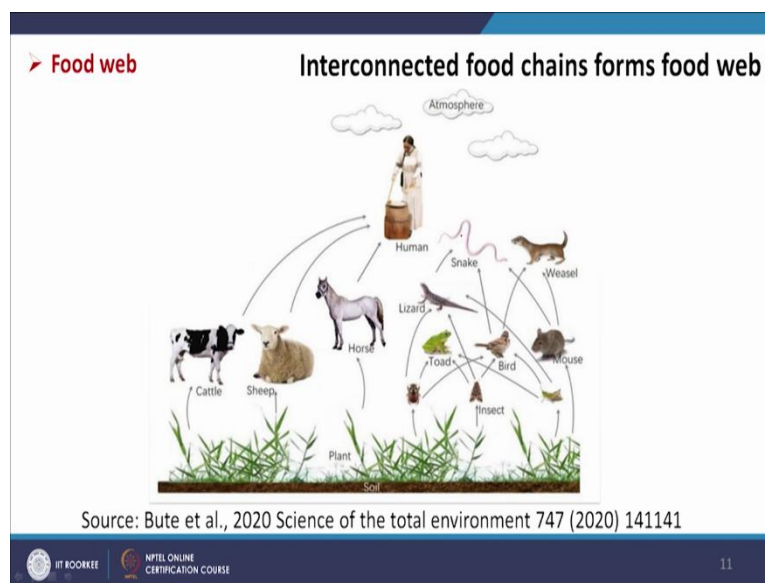 Food web
Interconnected food chains forms food web
Atmosphere
Human
Snake
Weasel
Lizard
Horse
Toad
Bird
Mouse
Cattle
Sheep
Insect
Plant
Soil
Source: Bute et al., 2020 Science of the total environment 747 (2020) 141141
IIT ROORKEE
NPTEL ONLINE
CERTIFICATION COURSE
11